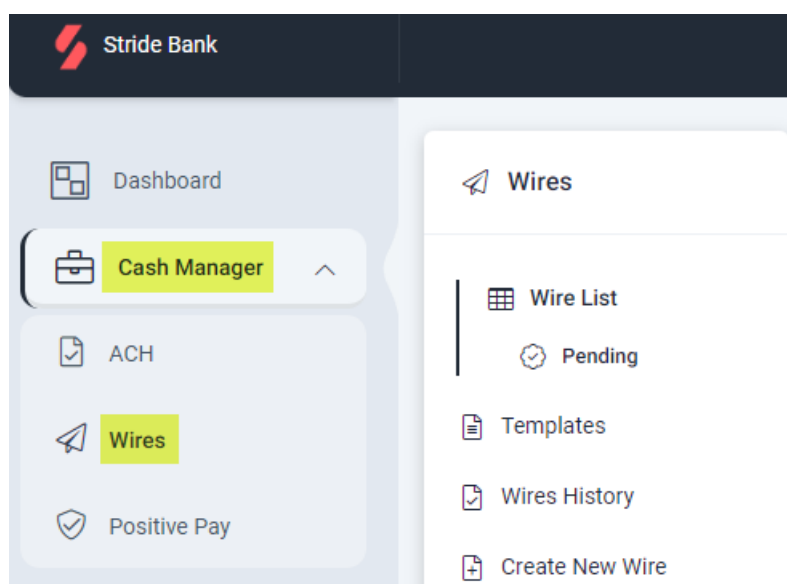 Stride Bank
Dashboard
Cash Manager
ACH
Wires
Positive Pay
Wires
Wire List
Pending
Templates
Wires History
Create New Wire